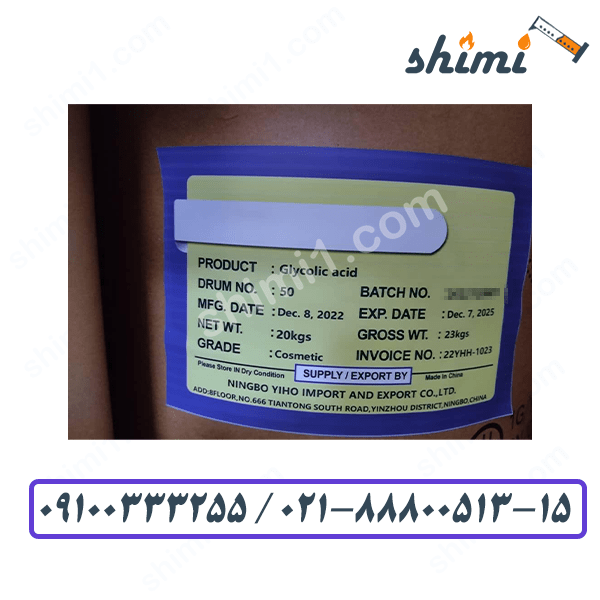 shimi
shimi1.com
PRODUCT : Glycolic acid
DRUM NO. : 50
BATCH NO.
MFG. DATE : Dec. 8, 2022 EXP. DATE : Dec. 7, 2025
NET WT. : 20kgs GROSS WT. : 23kgs
GRADE : Cosmetic INVOICE NO. : 22YHH-1023
Please Store IN Dry Condition SUPPLY / EXPORT BY Made In China
NINGBO YIHO IMPORT AND EXPORT CO.,LTD.
ADD:8FLOOR,NO.666 TIANTONG SOUTH ROAD,YINZHOU DISTRICT,NINGBO,CHINA
۰۹۱۰۰۳۳۳۲۵۵ / ۰۲۱-۸۸۸۰۰۵۱۳-۱۵